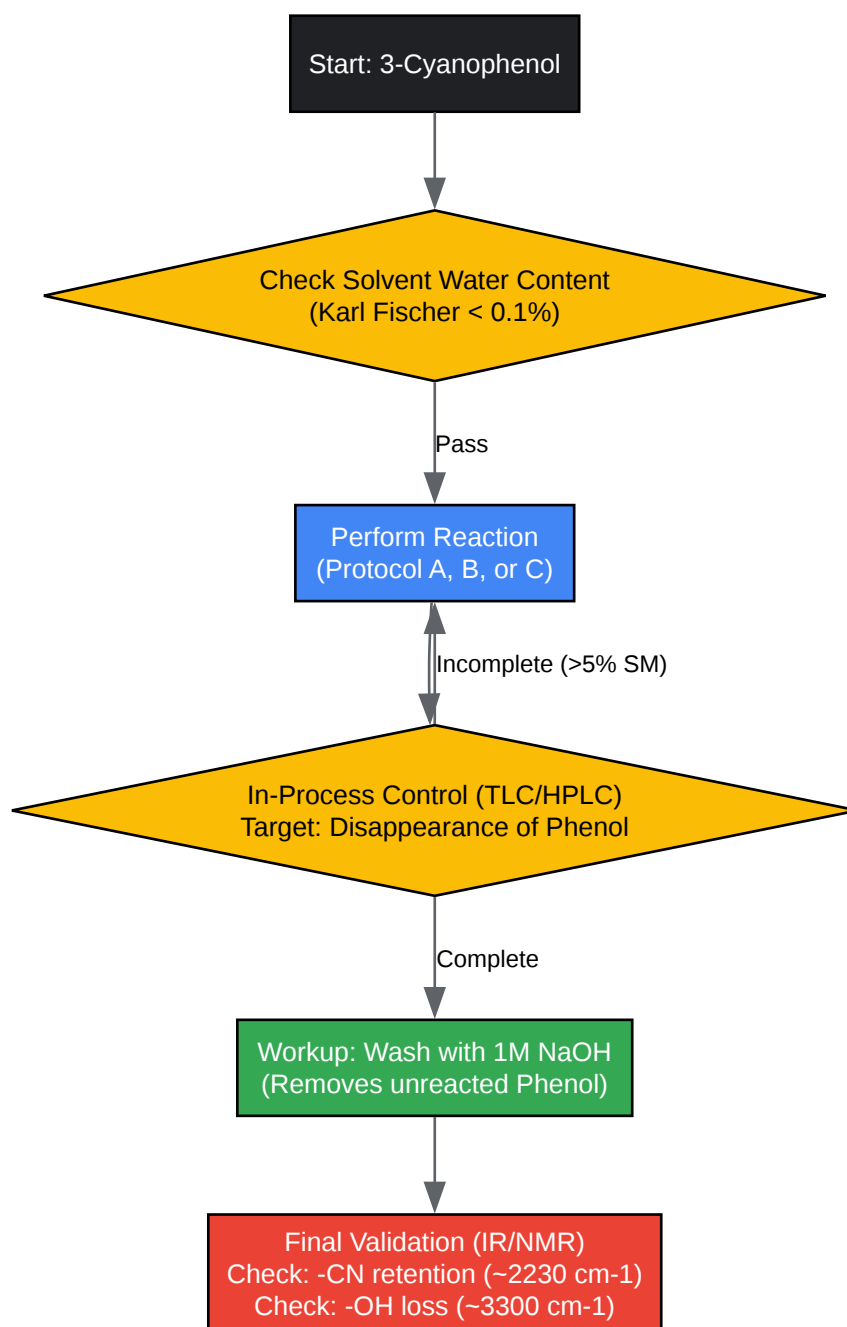 Start: 3-Cyanophenol
Check Solvent Water Content
(Karl Fischer < 0.1%)
Pass
Perform Reaction
(Protocol A, B, or C)
Incomplete (>5% SM)
In-Process Control (TLC/HPLC)
Target: Disappearance of Phenol
Complete
Workup: Wash with 1M NaOH
(Removes unreacted Phenol)
Final Validation (IR/NMR)
Check: -CN retention (~2230 cm-1)
Check: -OH loss (~3300 cm-1)